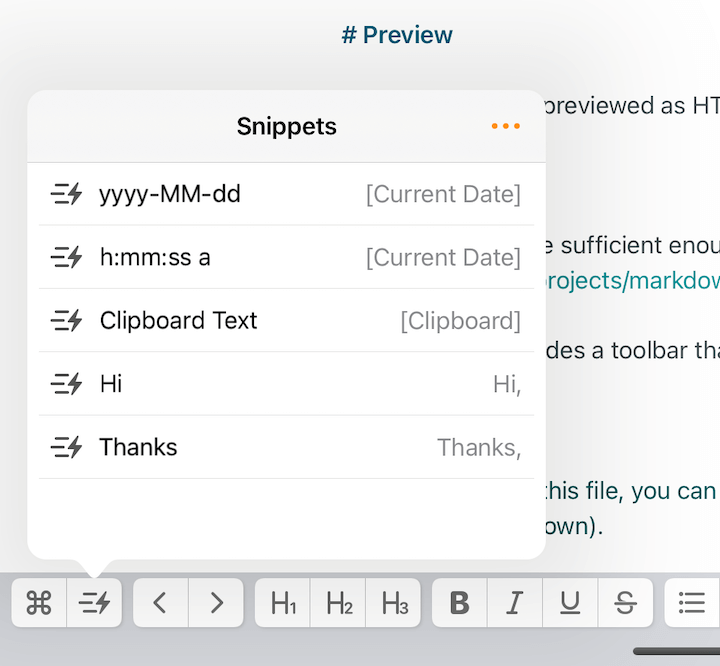 # Preview
previewed as HT
Snippets
yyyy-MM-dd [Current Date]
h:mm:ss a [Current Date]
e sufficient enou
projects/markdow
Clipboard Text [Clipboard]
des a toolbar tha
Hi Hi,
Thanks Thanks,
this file, you can
own).
H1 H2 H3 B I U S